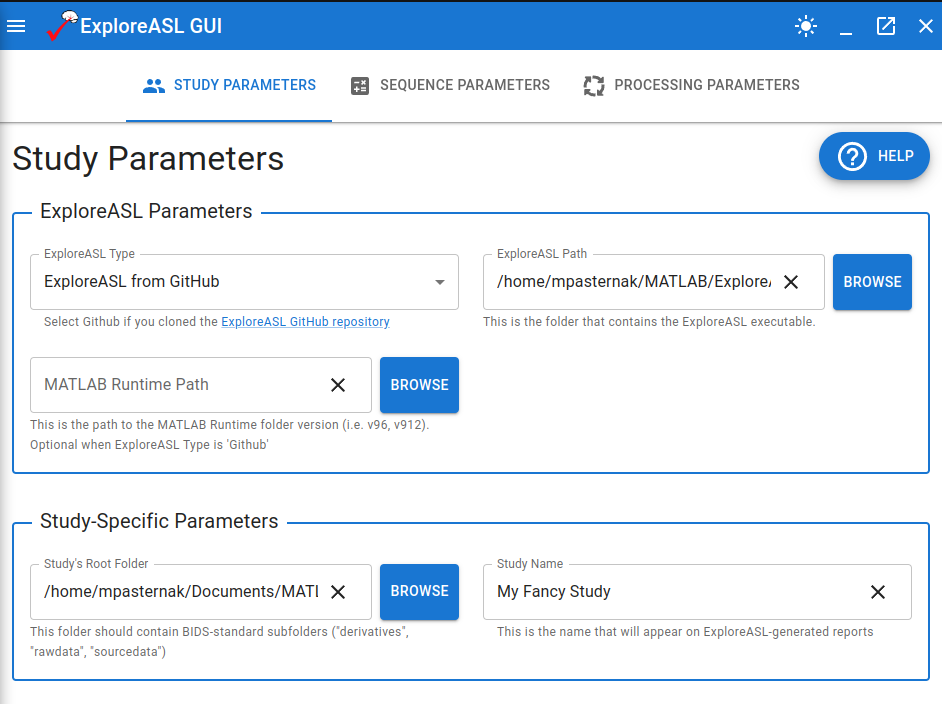 ExploreASL GUI
STUDY PARAMETERS
SEQUENCE PARAMETERS
PROCESSING PARAMETERS
Study Parameters
HELP
ExploreASL Parameters
ExploreASL Type
ExploreASL Path
ExploreASL from GitHub
/home/mpasternak/MATLAB/Explore
BROWSE
Select Github if you cloned the ExploreASL GitHub repository
This is the folder that contains the ExploreASL executable.
MATLAB Runtime Path
BROWSE
This is the path to the MATLAB Runtime folder version (i.e. v96, v912).
Optional when ExploreASL Type is 'Github'
Study-Specific Parameters
Study's Root Folder
Study Name
/home/mpasternak/Documents/MATL
BROWSE
My Fancy Study
This folder should contain BIDS-standard subfolders ("derivatives",
"rawdata", "sourcedata")
This is the name that will appear on ExploreASL-generated reports